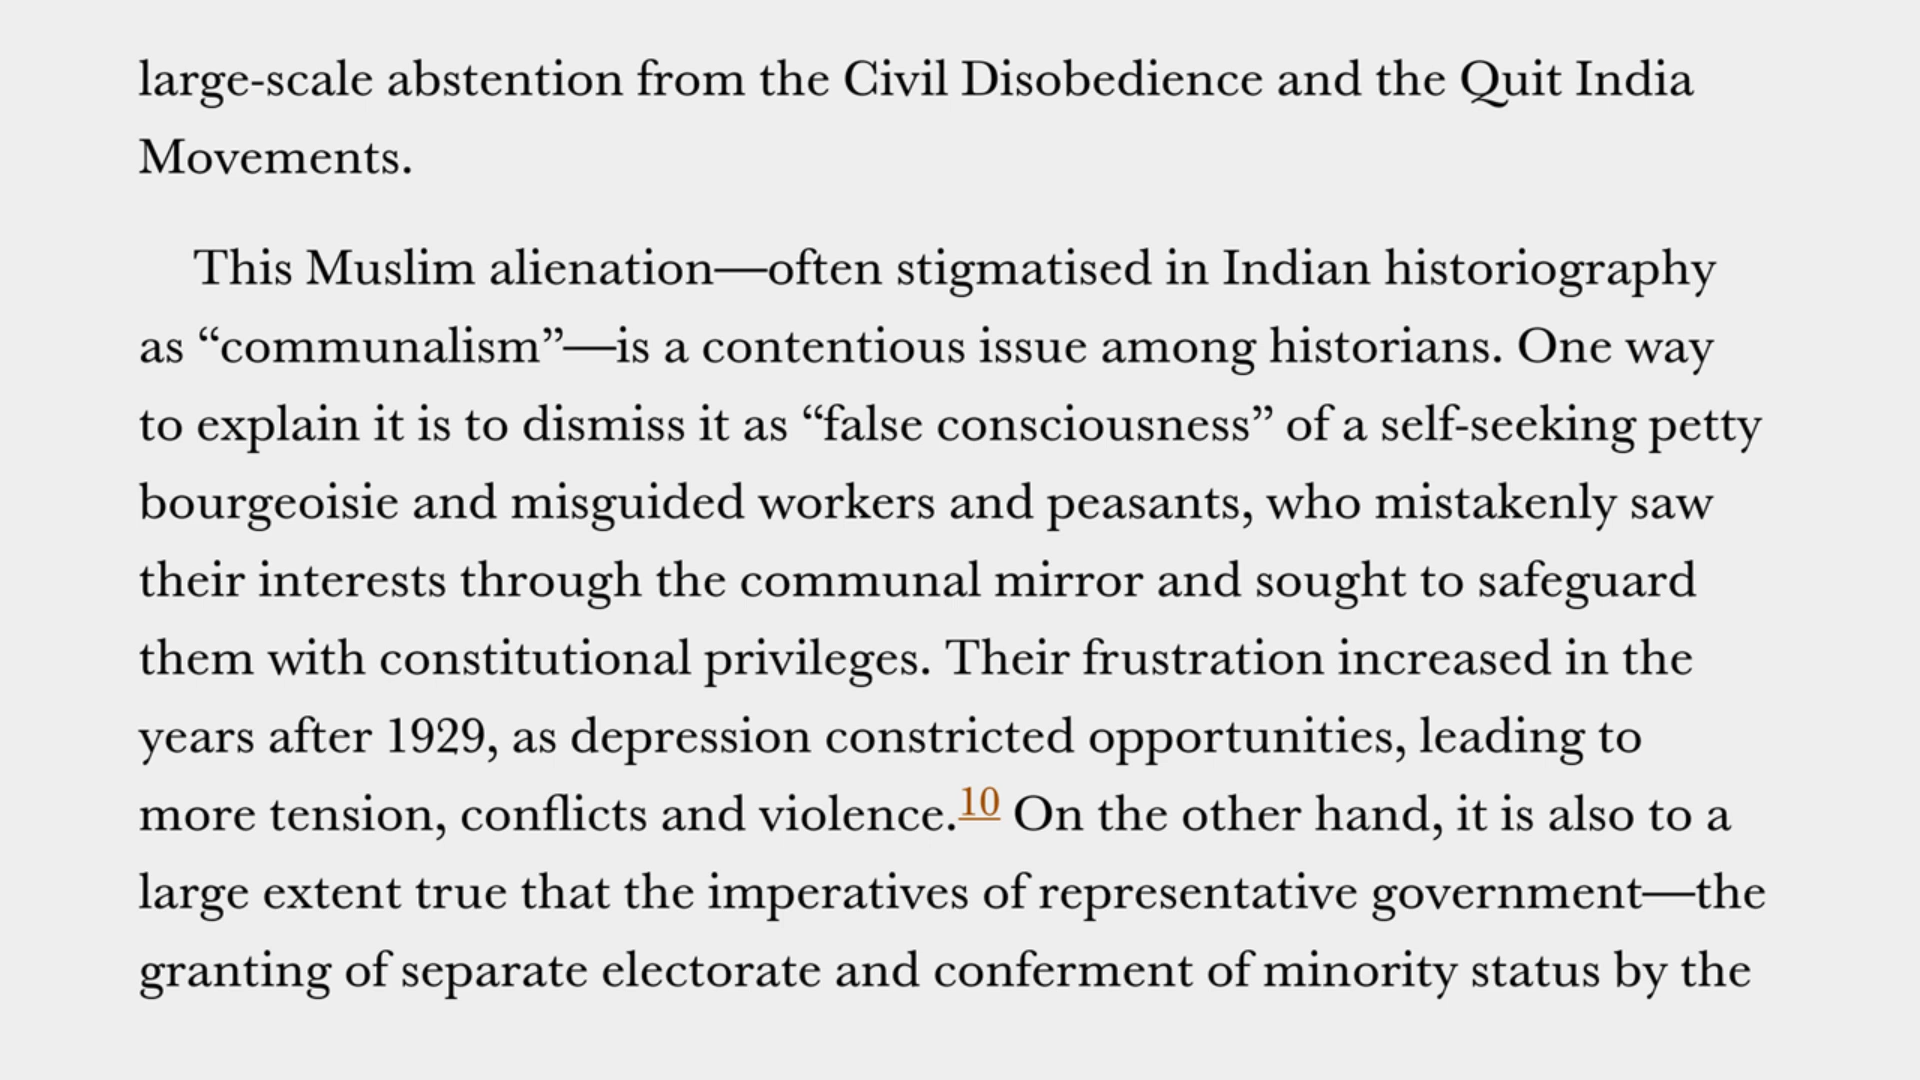 large-scale abstention from the Civil Disobedience and the Quit India
Movements.
This Muslim alienation—often stigmatised in Indian historiography
as “communalism”—is a contentious issue among historians. One way
to explain it is to dismiss it as “false consciousness” of a self-seeking petty
bourgeoisie and misguided workers and peasants, who mistakenly saw
their interests through the communal mirror and sought to safeguard
them with constitutional privileges. Their frustration increased in the
years after 1929, as depression constricted opportunities, leading to
more tension, conflicts and violence.10 On the other hand, it is also to a
large extent true that the imperatives of representative government—the
granting of separate electorate and conferment of minority status by the